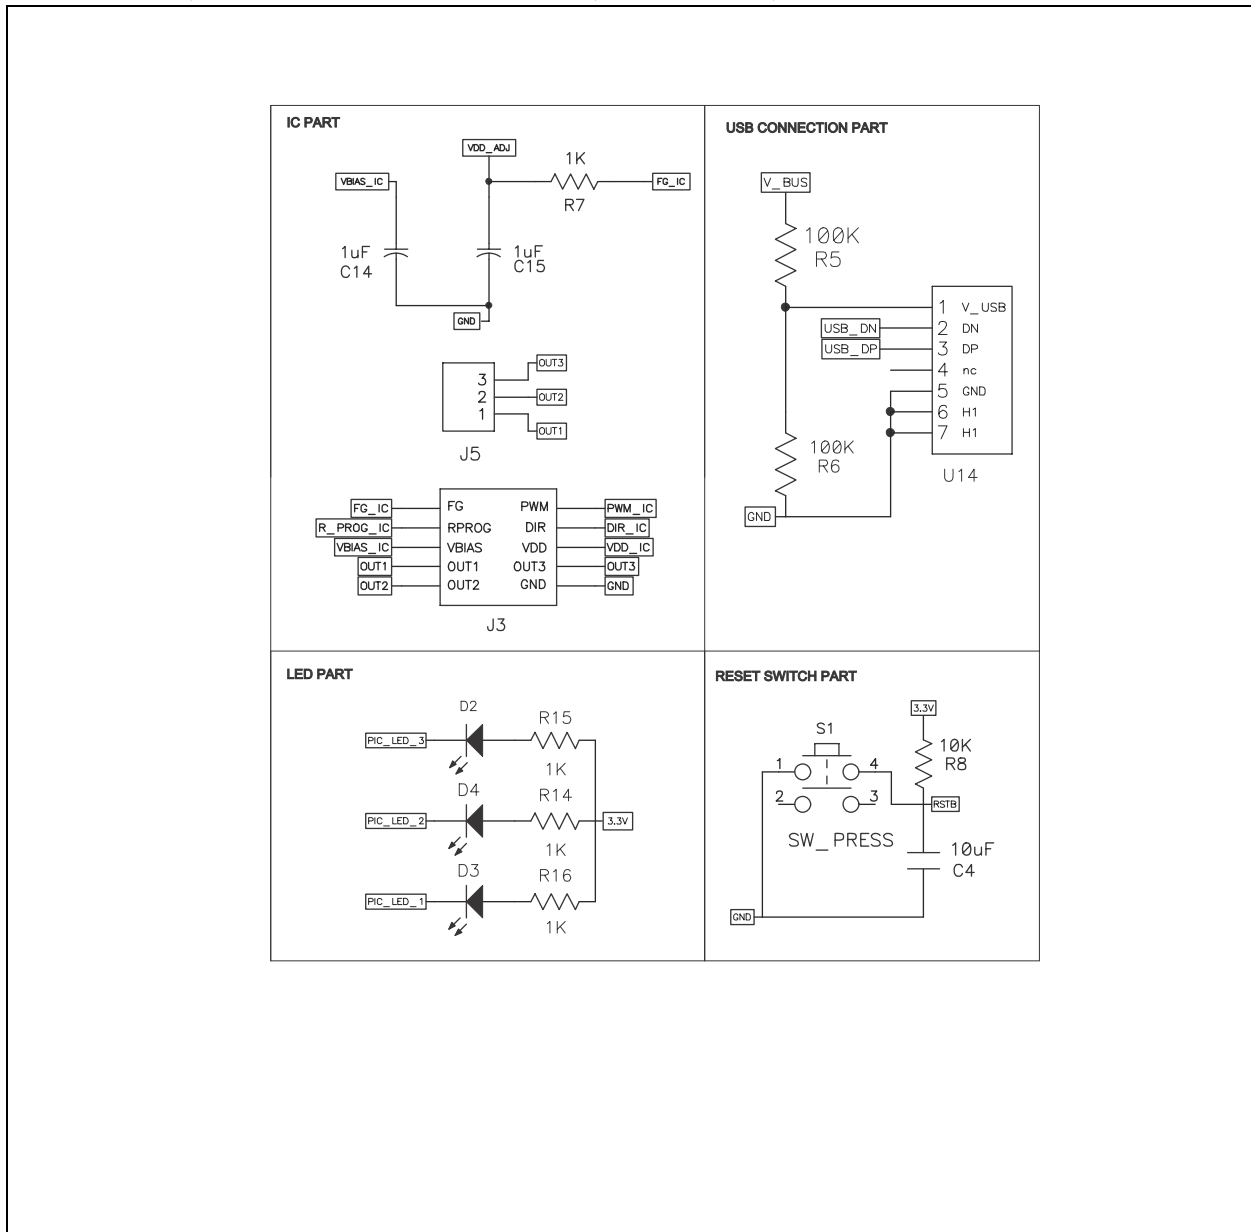 IC PART
VDD_ADJ
VBIAS_IC
1K
R7
FG_IC
1uF
C14
1uF
C15
GND
3
2
1
OUT3
OUT2
OUT1
J5
FG_IC
R_PROG_IC
VBIAS_IC
OUT1
OUT2
FG
RPROG
VBIAS
OUT1
OUT2
PWM
DIR
VDD
OUT3
GND
PWM_IC
DIR_IC
VDD_IC
OUT3
GND
J3
USB CONNECTION PART
V_BUS
100K
R5
USB_DN
USB_DP
1 V_USB
2 DN
3 DP
4 nc
5 GND
6 H1
7 H1
U14
100K
R6
GND
LED PART
D2
R15
PIC_LED_3
1K
D4
R14
PIC_LED_2
3.3V
1K
D3
R16
PIC_LED_1
1K
RESET SWITCH PART
3.3V
S1
10K
R8
1
4
2
3
RSTB
SW_PRESS
10uF
C4
GND